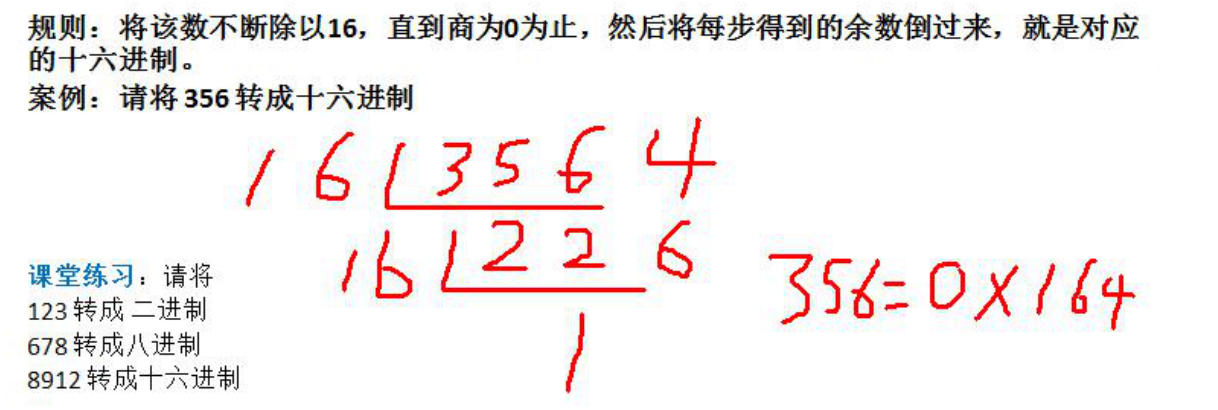 规则：将该数不断除以16，直到商为0为止，然后将每步得到的余数倒过来，就是对应
的十六进制。
案例：请将 356 转成十六进制
16 356 4
16 22 6
1
356=0X164
课堂练习：请将
123 转成 二进制
678 转成八进制
8912 转成十六进制